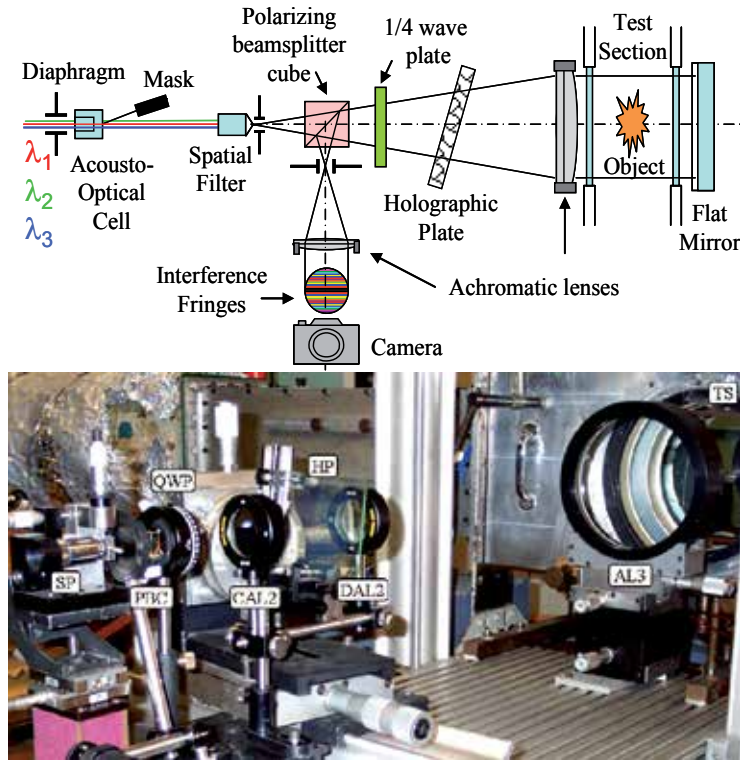 Polarizing
beamsplitter
cube
1/4 wave
plate
Test
Section
Diaphragm
Mask
λ1
λ2
λ3
Acousto-
Optical
Cell
Spatial
Filter
Holographic
Plate
Object
Flat
Mirror
Interference
Fringes
Achromatic lenses
Camera
TS
HP
QWP
SP
PBC
CAL2
DAL2
AL3